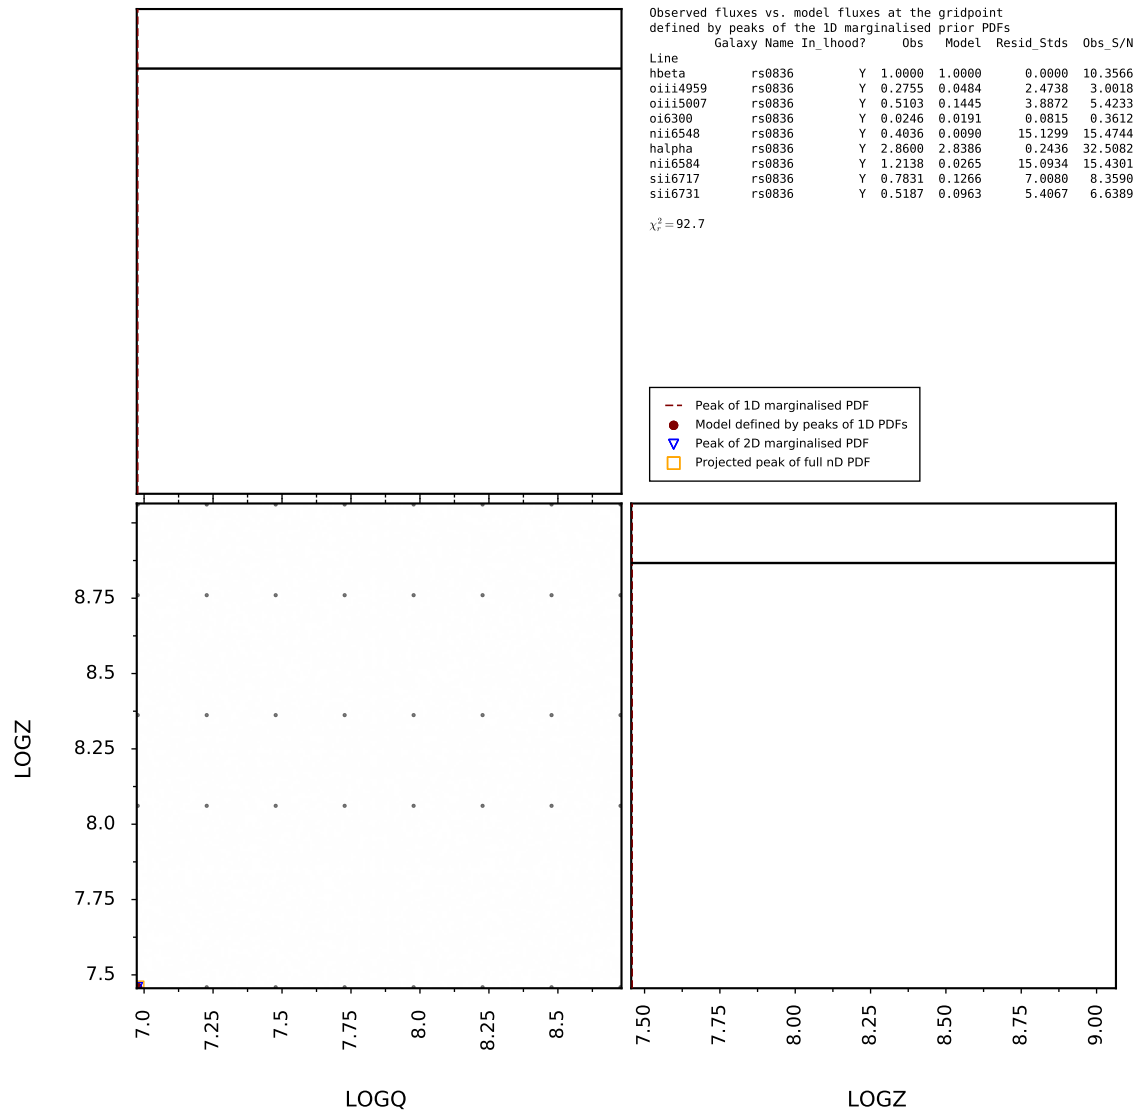 Observed fluxes vs. model fluxes at the gridpoint
defined by peaks of the 1D marginalised prior PDFs
Galaxy Name In_lhood? Obs Model Resid_Stds Obs_S/N
Line
hbeta rs0836 Y 1.0000 1.0000 0.0000 10.3566
oiii4959 rs0836 Y 0.2755 0.0484 2.4738 3.0018
oiii5007 rs0836 Y 0.5103 0.1445 3.8872 5.4233
oi6300 rs0836 Y 0.0246 0.0191 0.0815 0.3612
nii6548 rs0836 Y 0.4036 0.0090 15.1299 15.4744
halpha rs0836 Y 2.8600 2.8386 0.2436 32.5082
nii6584 rs0836 Y 1.2138 0.0265 15.0934 15.4301
sii6717 rs0836 Y 0.7831 0.1266 7.0080 8.3590
sii6731 rs0836 Y 0.5187 0.0963 5.4067 6.6389
χ²ᵣ = 92.7
Peak of 1D marginalised PDF
Model defined by peaks of 1D PDFs
Peak of 2D marginalised PDF
Projected peak of full nD PDF
8.75
8.5
8.25
8.0
7.75
7.5
LOGZ
7.0 7.25 7.5 7.75 8.0 8.25 8.5
LOGQ
7.50 7.75 8.00 8.25 8.50 8.75 9.00
LOGZ